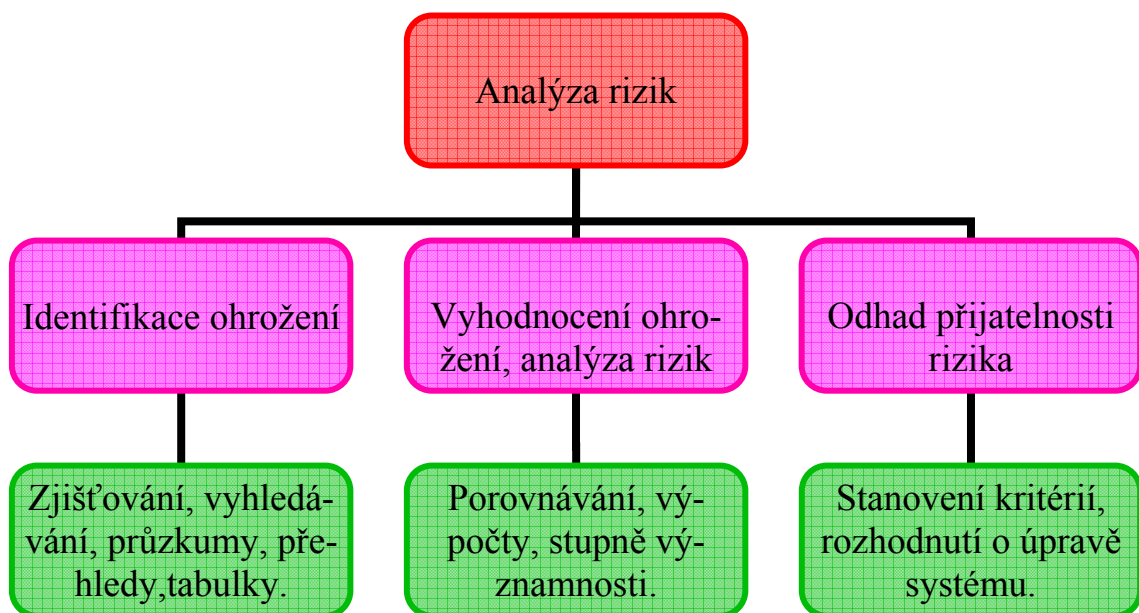 Analýza rizik
Identifikace ohrožení
Vyhodnocení ohro-
žení, analýza rizik
Odhad přijatelnosti
rizika
Zjišťování, vyhledá-
vání, průzkumy, pře-
hledy,tabulky.
Porovnávání, vý-
počty, stupně vý-
znamnosti.
Stanovení kritérií,
rozhodnutí o úpravě
systému.